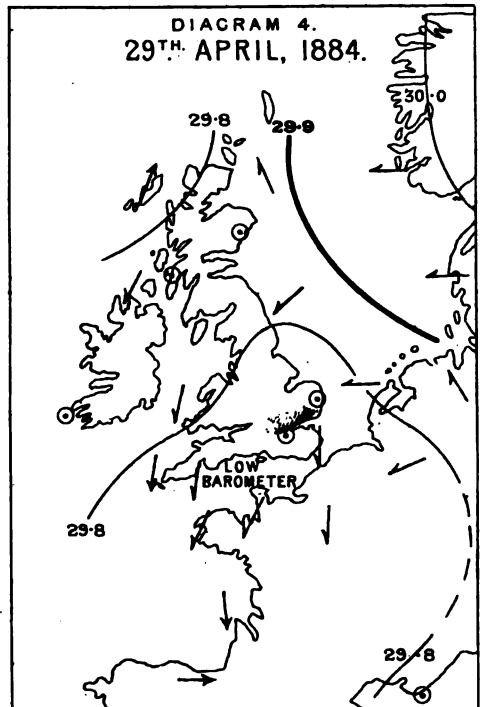 DIAGRAM 4.
29TH. APRIL, 1884.
30.0
29.8
29.9
LOW
BAROMETER
29.8
29.8